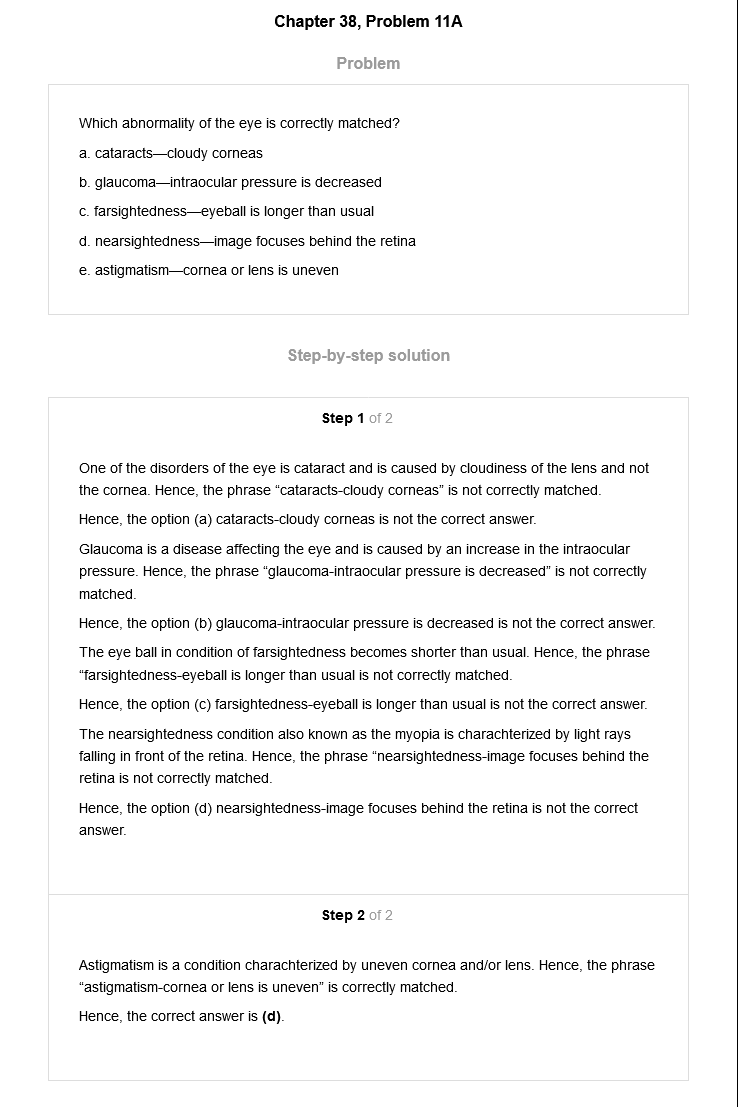 Chapter 38, Problem 11A
Problem
Which abnormality of the eye is correctly matched?
a. cataracts—cloudy corneas
b. glaucoma—intraocular pressure is decreased
c. farsightedness—eyeball is longer than usual
d. nearsightedness—image focuses behind the retina
e. astigmatism—cornea or lens is uneven
Step-by-step solution
Step 1 of 2
One of the disorders of the eye is cataract and is caused by cloudiness of the lens and not
the cornea. Hence, the phrase “cataracts-cloudy corneas” is not correctly matched.
Hence, the option (a) cataracts-cloudy corneas is not the correct answer.
Glaucoma is a disease affecting the eye and is caused by an increase in the intraocular
pressure. Hence, the phrase “glaucoma-intraocular pressure is decreased” is not correctly
matched.
Hence, the option (b) glaucoma-intraocular pressure is decreased is not the correct answer.
The eye ball in condition of farsightedness becomes shorter than usual. Hence, the phrase
“farsightedness-eyeball is longer than usual is not correctly matched.
Hence, the option (c) farsightedness-eyeball is longer than usual is not the correct answer.
The nearsightedness condition also known as the myopia is charachterized by light rays
falling in front of the retina. Hence, the phrase “nearsightedness-image focuses behind the
retina is not correctly matched.
Hence, the option (d) nearsightedness-image focuses behind the retina is not the correct
answer.
Step 2 of 2
Astigmatism is a condition charachterized by uneven cornea and/or lens. Hence, the phrase
“astigmatism-cornea or lens is uneven” is correctly matched.
Hence, the correct answer is (d).